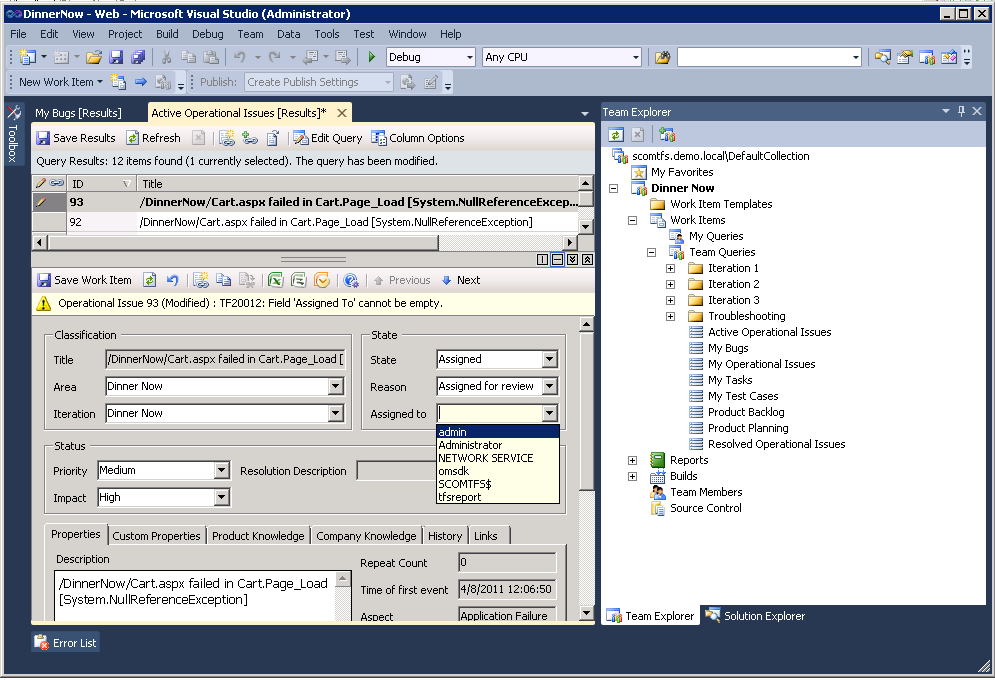 DinnerNow - Web - Microsoft Visual Studio (Administrator)
File Edit View Project Build Debug Team Data Tools Test Window Help
Debug Any CPU
New Work Item Publish: Create Publish Settings
Toolbox
My Bugs [Results] Active Operational Issues [Results]*
Save Results Refresh Edit Query Column Options
Query Results: 12 items found (1 currently selected). The query has been modified.
ID Title
93 /DinnerNow/Cart.aspx failed in Cart.Page_Load [System.NullReferenceExcep...
92 /DinnerNow/Cart.aspx failed in Cart.Page_Load [System.NullReferenceException]
Save Work Item Previous Next
Operational Issue 93 (Modified) : TF20012: Field 'Assigned To' cannot be empty.
Classification
Title /DinnerNow/Cart.aspx failed in Cart.Page_Load [
Area Dinner Now
Iteration Dinner Now
State
State Assigned
Reason Assigned for review
Assigned to
admin
Administrator
NETWORK SERVICE
omsdk
SCOMTFS$
tfsreport
Status
Priority Medium Resolution Description
Impact High
Properties Custom Properties Product Knowledge Company Knowledge History Links
Description
/DinnerNow/Cart.aspx failed in Cart.Page_Load
[System.NullReferenceException]
Repeat Count 0
Time of first event 4/8/2011 12:06:50
Aspect Application Failure
Team Explorer
scomtfs.demo.local\DefaultCollection
My Favorites
Dinner Now
Work Item Templates
Work Items
My Queries
Team Queries
Iteration 1
Iteration 2
Iteration 3
Troubleshooting
Active Operational Issues
My Bugs
My Operational Issues
My Tasks
My Test Cases
Product Backlog
Product Planning
Resolved Operational Issues
Reports
Builds
Team Members
Source Control
Team Explorer Solution Explorer
Error List